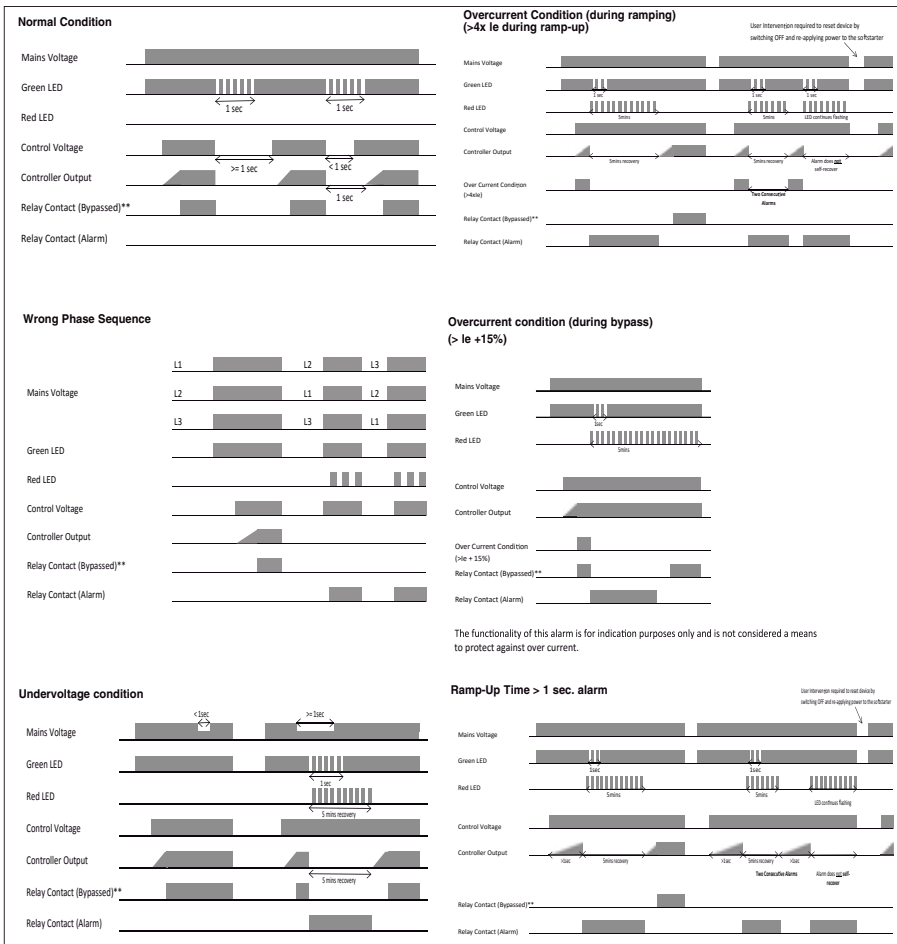 Normal Condition
Mains Voltage
Green LED
1 sec
1 sec
Red LED
Control Voltage
>= 1 sec
< 1 sec
Controller Output
1 sec
Relay Contact (Bypassed)**
Relay Contact (Alarm)
Overcurrent Condition (during ramping)
(>4x Ie during ramp-up)
User Intervention required to reset device by
switching OFF and re-applying power to the softstarter
Mains Voltage
Green LED
1 sec
1 sec
1 sec
Red LED
5mins
5mins
LED continues flashing
Control Voltage
Controller Output
5mins recovery
5mins recovery
Alarm does not
self-recover
Over Current Condition
(>4xIe)
Two Consecutive
Alarms
Relay Contact (Bypassed)**
Relay Contact (Alarm)
Wrong Phase Sequence
L1
L2
L3
Mains Voltage
L2
L1
L2
L3
L3
L1
Green LED
Red LED
Control Voltage
Controller Output
Relay Contact (Bypassed)**
Relay Contact (Alarm)
Overcurrent condition (during bypass)
(> Ie +15%)
Mains Voltage
Green LED
1sec
Red LED
5mins
Control Voltage
Controller Output
Over Current Condition
(>Ie + 15%)
Relay Contact (Bypassed)**
Relay Contact (Alarm)
The functionality of this alarm is for indication purposes only and is not considered a means
to protect against over current.
Undervoltage condition
< 1sec
>= 1sec
Mains Voltage
Green LED
1sec
Red LED
5 mins recovery
Control Voltage
Controller Output
5 mins recovery
Relay Contact (Bypassed)**
Relay Contact (Alarm)
Ramp-Up Time > 1 sec. alarm
User Intervention required to reset device by
switching OFF and re-applying power to the softstarter
Mains Voltage
Green LED
1sec
1sec
Red LED
5mins
5mins
LED continues flashing
Control Voltage
Controller Output
>1sec
5mins recovery
>1sec
5mins recovery
>1sec
Two Consecutive Alarms
Alarm does not self-
recover
Relay Contact (Bypassed)**
Relay Contact (Alarm)